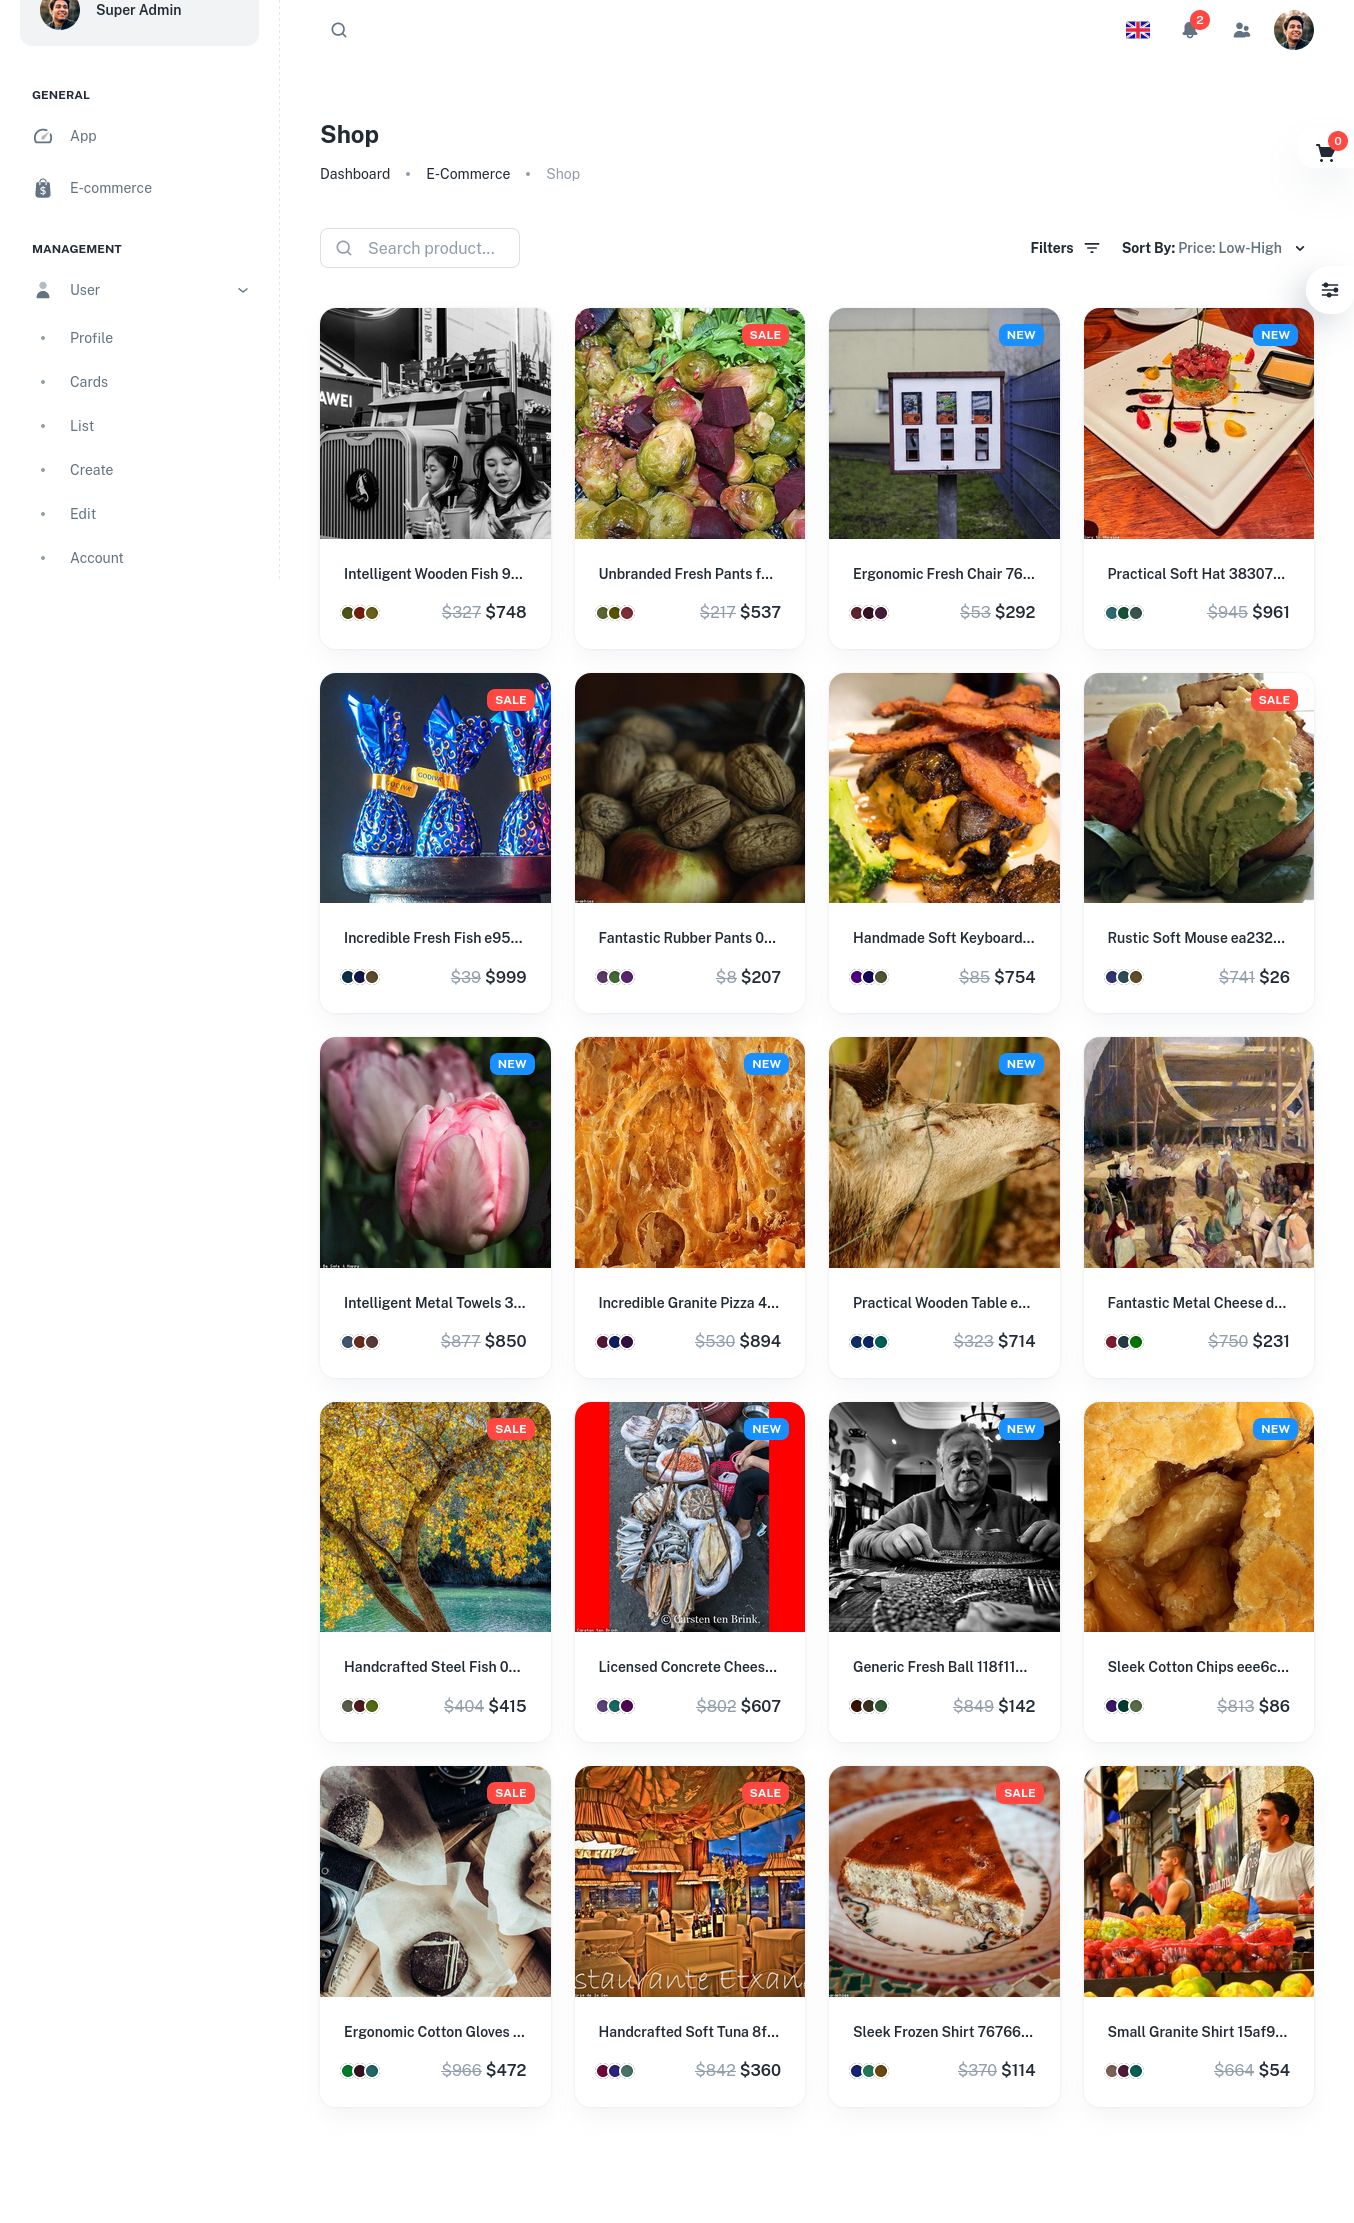 Super Admin
2
GENERAL
App
E-commerce
MANAGEMENT
User
Profile
Cards
List
Create
Edit
Account
Shop
0
Dashboard • E-Commerce • Shop
Search product...
Filters
Sort By: Price: Low-High
SALE
NEW
NEW
AWEI
Intelligent Wooden Fish 9...
$327 $748
Unbranded Fresh Pants f...
$217 $537
Ergonomic Fresh Chair 76...
$53 $292
Practical Soft Hat 38307...
$945 $961
SALE
SALE
GODIVA
Incredible Fresh Fish e95...
$39 $999
Fantastic Rubber Pants 0...
$8 $207
Handmade Soft Keyboard...
$85 $754
Rustic Soft Mouse ea232...
$741 $26
NEW
NEW
NEW
Intelligent Metal Towels 3...
$877 $850
Incredible Granite Pizza 4...
$530 $894
Practical Wooden Table e...
$323 $714
Fantastic Metal Cheese d...
$750 $231
SALE
NEW
NEW
NEW
© Carsten ten Brink.
Handcrafted Steel Fish 0...
$404 $415
Licensed Concrete Chees...
$802 $607
Generic Fresh Ball 118f11...
$849 $142
Sleek Cotton Chips eee6c...
$813 $86
SALE
SALE
SALE
staurante Etxan
Ergonomic Cotton Gloves ...
$966 $472
Handcrafted Soft Tuna 8f...
$842 $360
Sleek Frozen Shirt 76766...
$370 $114
Small Granite Shirt 15af9...
$664 $54